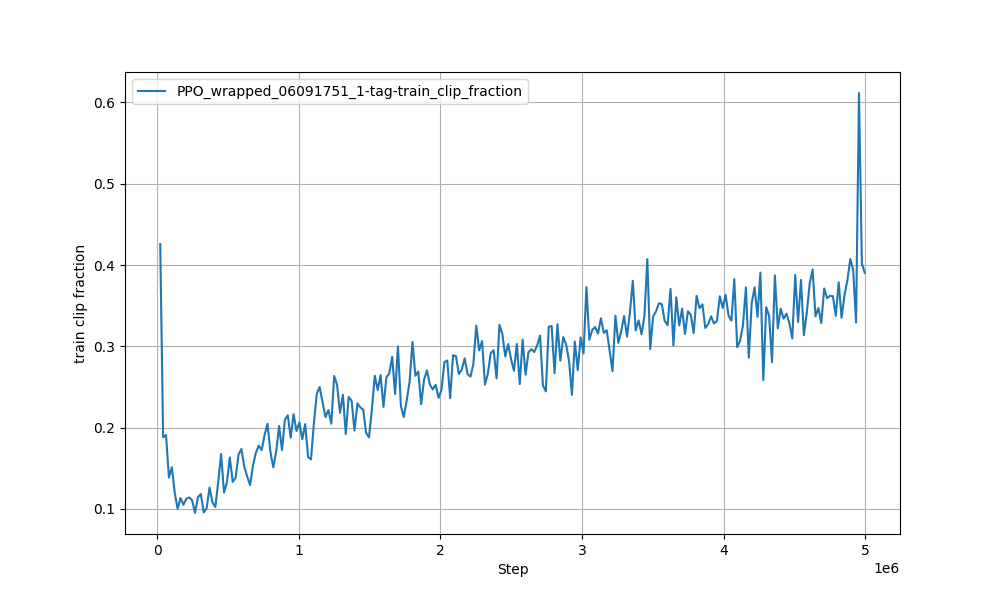 PPO_wrapped_06091751_1-tag-train_clip_fraction
0.6
0.5
0.4
0.3
0.2
0.1
train clip fraction
0 1 2 3 4 5
Step
1e6